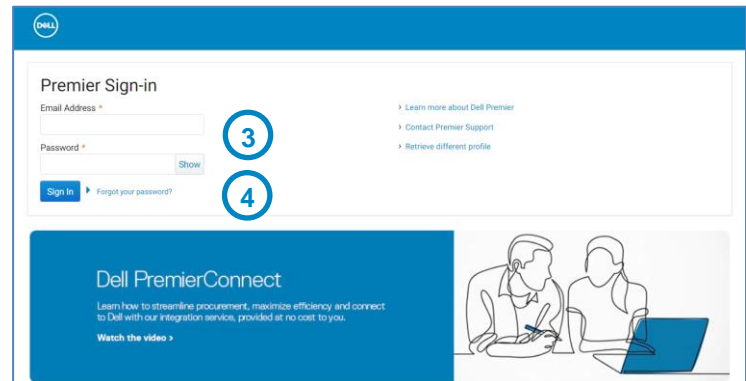 DELL
Premier Sign-in
Email Address *
Password *
Show
Sign In
Forgot your password?
3
4
› Learn more about Dell Premier
› Contact Premier Support
› Retrieve different profile
Dell PremierConnect
Learn how to streamline procurement, maximize efficiency and connect
to Dell with our integration service, provided at no cost to you.
Watch the video >